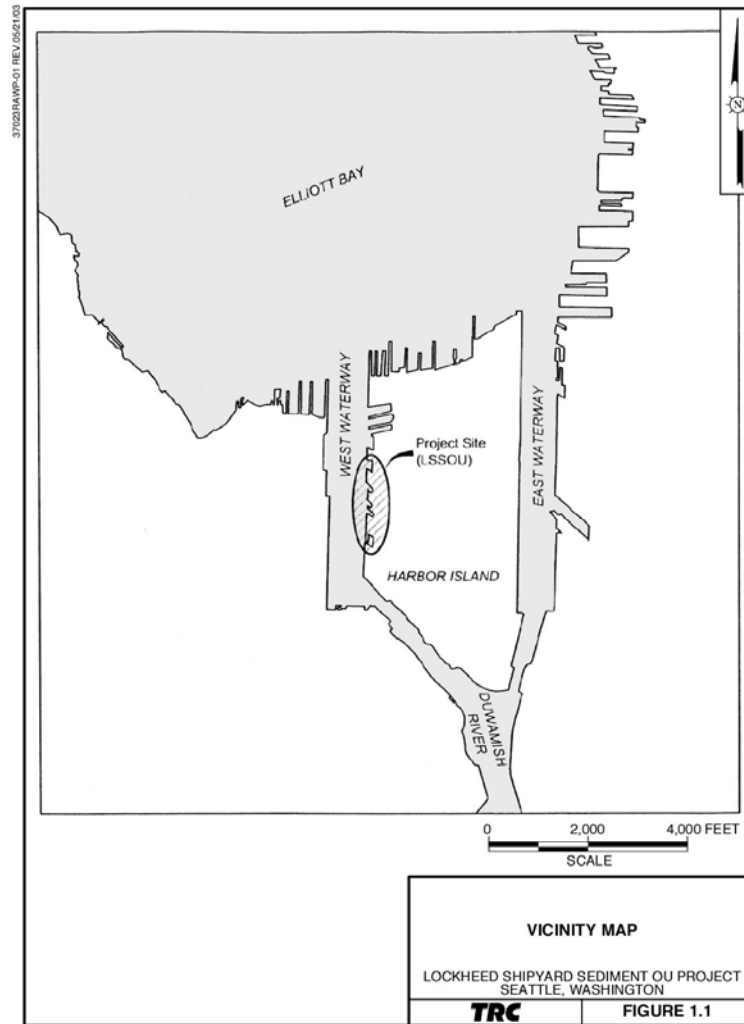 37023RAWP-01 REV.05/21/03
N
ELLIOTT BAY
WEST WATERWAY
EAST WATERWAY
Project Site
(LSSOU)
HARBOR ISLAND
DUWAMISH
RIVER
0 2,000 4,000 FEET
SCALE
VICINITY MAP
LOCKHEED SHIPYARD SEDIMENT OU PROJECT
SEATTLE, WASHINGTON
TRC
FIGURE 1.1